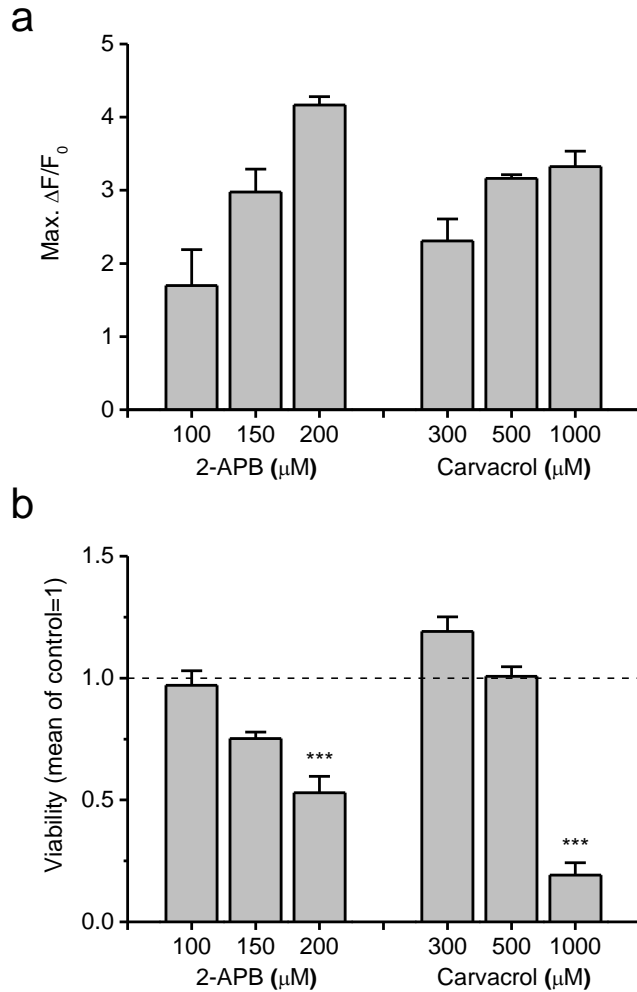 a
Max. ΔF/F0
5
4
3
2
1
0
100 150 200 300 500 1000
2-APB (μM) Carvacrol (μM)
b
Viability (mean of control=1)
1.5
1.0
0.5
0.0
***
***
100 150 200 300 500 1000
2-APB (μM) Carvacrol (μM)